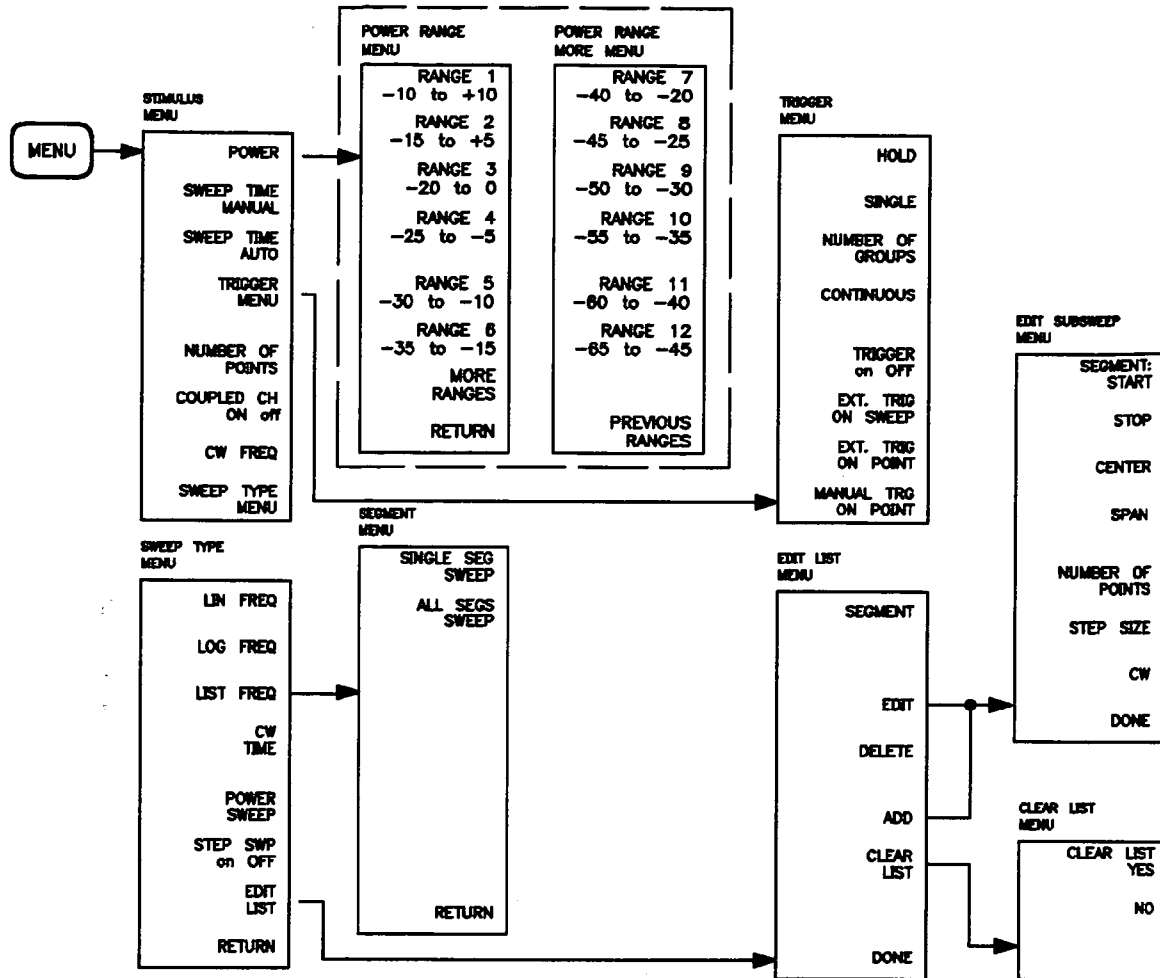 MENU
STIMULUS
MENU
POWER
SWEEP TIME
MANUAL
SWEEP TIME
AUTO
TRIGGER
MENU
NUMBER OF
POINTS
COUPLED CH
ON off
CW FREQ
SWEEP TYPE
MENU
POWER RANGE
MENU
RANGE 1
-10 to +10
RANGE 2
-15 to +5
RANGE 3
-20 to 0
RANGE 4
-25 to -5
RANGE 5
-30 to -10
RANGE 6
-35 to -15
MORE
RANGES
RETURN
POWER RANGE
MORE MENU
RANGE 7
-40 to -20
RANGE 8
-45 to -25
RANGE 9
-50 to -30
RANGE 10
-55 to -35
RANGE 11
-60 to -40
RANGE 12
-65 to -45
PREVIOUS
RANGES
TRIGGER
MENU
HOLD
SINGLE
NUMBER OF
GROUPS
CONTINUOUS
TRIGGER
on OFF
EXT. TRIG
ON SWEEP
EXT. TRIG
ON POINT
MANUAL TRG
ON POINT
EDIT SUBSWEEP
MENU
SEGMENT:
START
STOP
CENTER
SPAN
NUMBER OF
POINTS
STEP SIZE
CW
DONE
SWEEP TYPE
MENU
LIN FREQ
LOG FREQ
LIST FREQ
CW
TIME
POWER
SWEEP
STEP SWP
on OFF
EDIT
LIST
RETURN
SEGMENT
MENU
SINGLE SEG
SWEEP
ALL SEGS
SWEEP
RETURN
EDIT LIST
MENU
SEGMENT
EDIT
DELETE
ADD
CLEAR
LIST
DONE
CLEAR LIST
MENU
CLEAR LIST
YES
NO